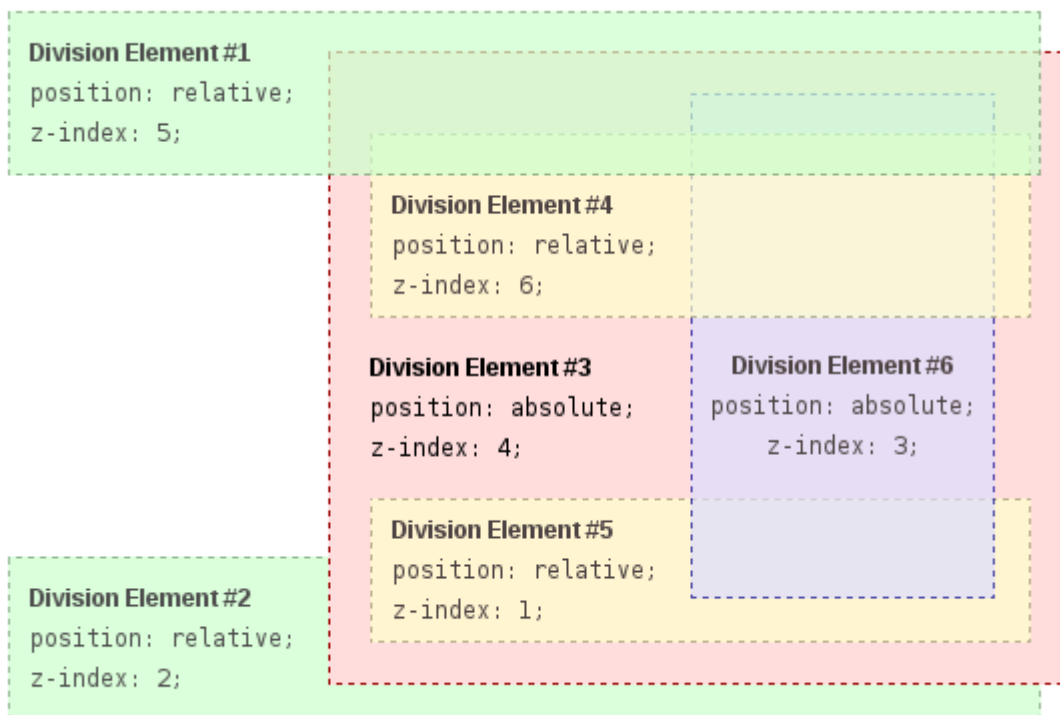 Division Element #1
position: relative;
z-index: 5;
Division Element #4
position: relative;
z-index: 6;
Division Element #3
position: absolute;
z-index: 4;
Division Element #6
position: absolute;
z-index: 3;
Division Element #5
position: relative;
z-index: 1;
Division Element #2
position: relative;
z-index: 2;